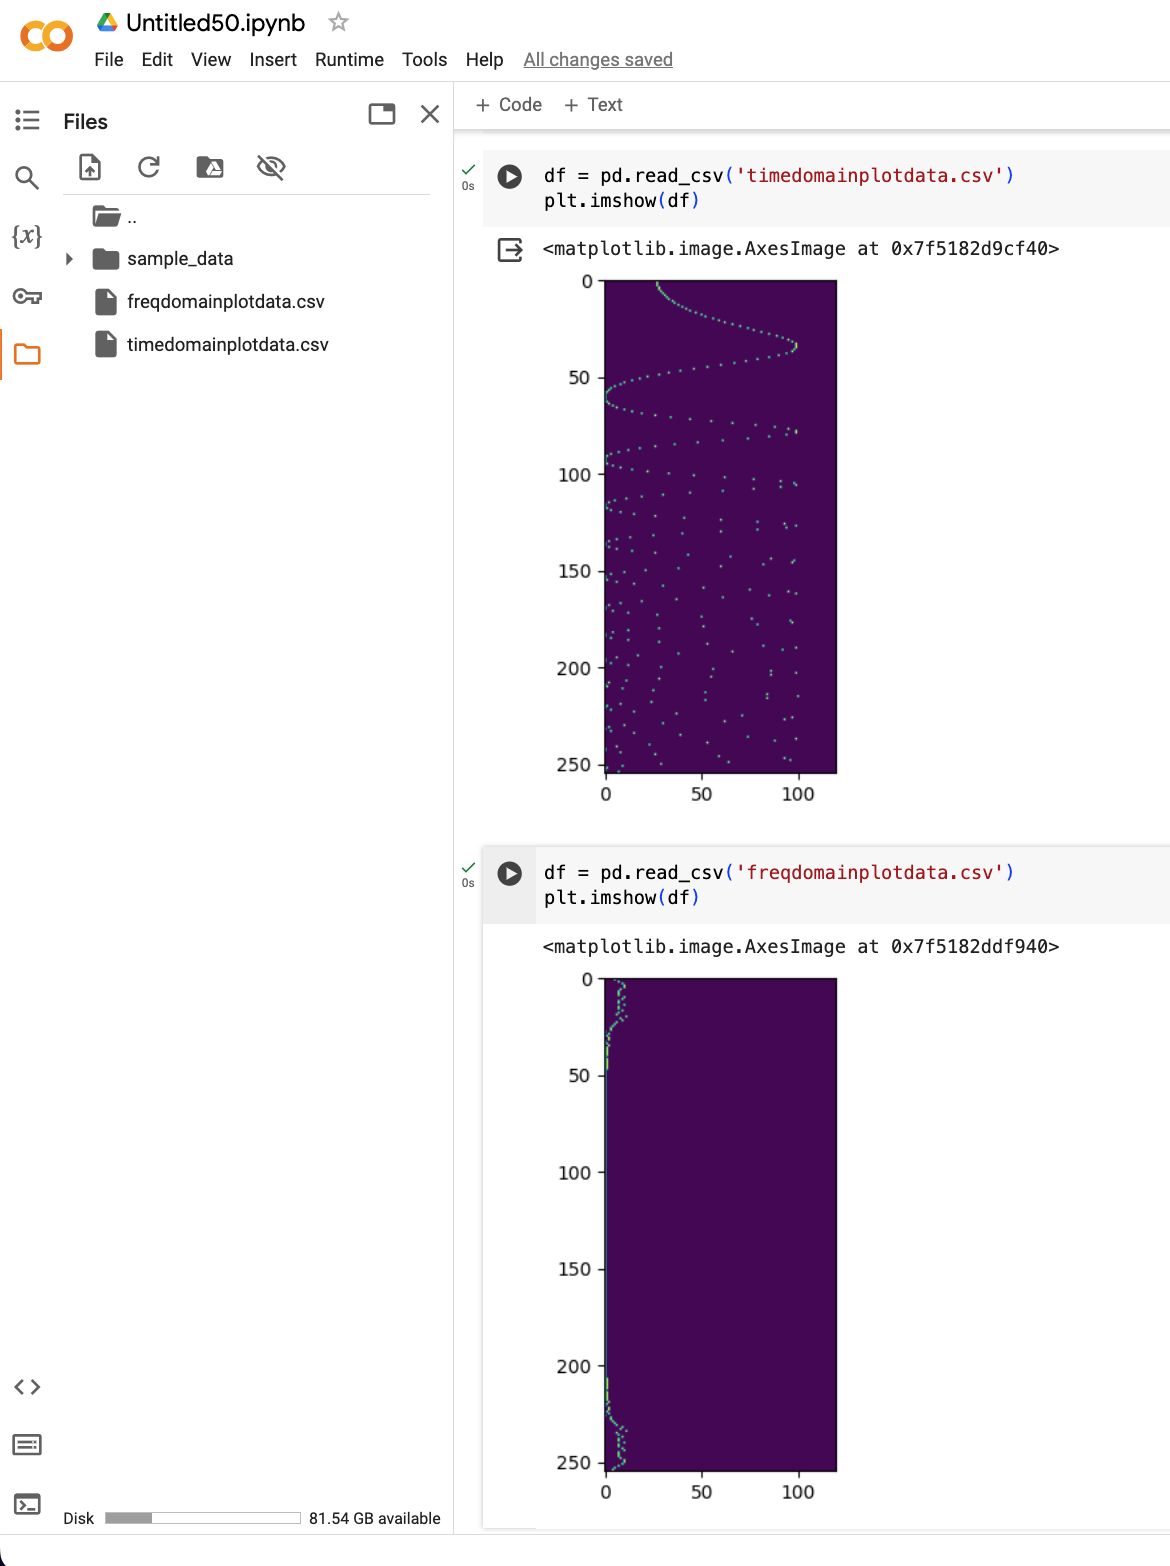 Untitled50.ipynb
File Edit View Insert Runtime Tools Help All changes saved
Files
..
sample_data
freqdomainplotdata.csv
timedomainplotdata.csv
{x}
Disk 81.54 GB available
+ Code + Text
0s
df = pd.read_csv('timedomainplotdata.csv')
plt.imshow(df)
<matplotlib.image.AxesImage at 0x7f5182d9cf40>
0
50
100
150
200
250
0 50 100
0s
df = pd.read_csv('freqdomainplotdata.csv')
plt.imshow(df)
<matplotlib.image.AxesImage at 0x7f5182ddf940>
0
50
100
150
200
250
0 50 100